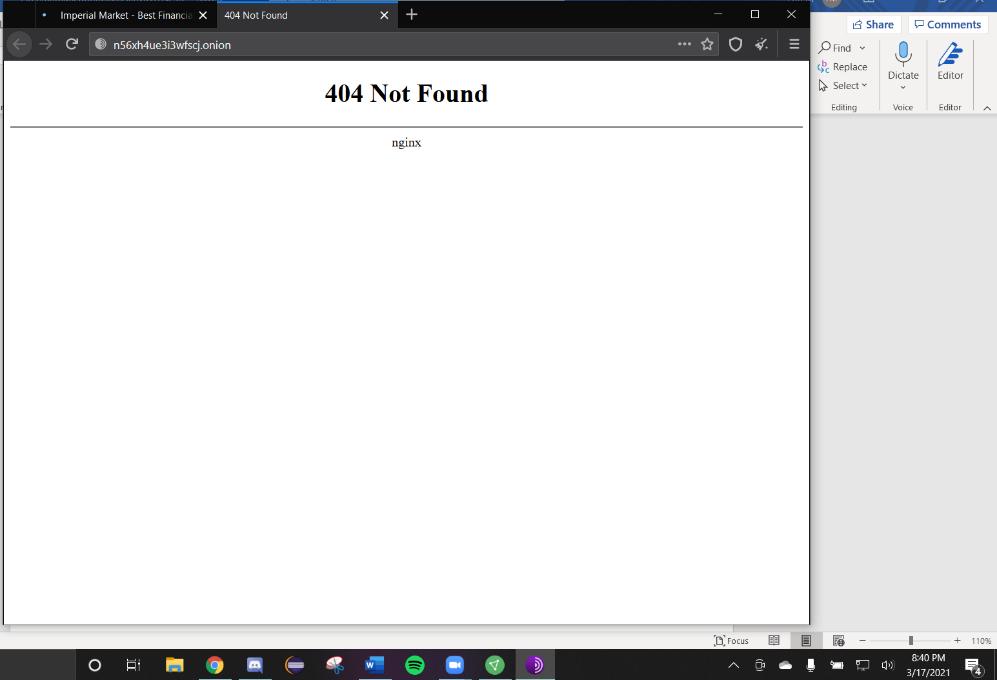 Imperial Market - Best Financia
404 Not Found
n56xh4ue3i3wfscj.onion
404 Not Found
nginx
Share
Comments
Find
Replace
Select
Dictate
Editor
Editing
Voice
Editor
Focus
110%
8:40 PM
3/17/2021
4